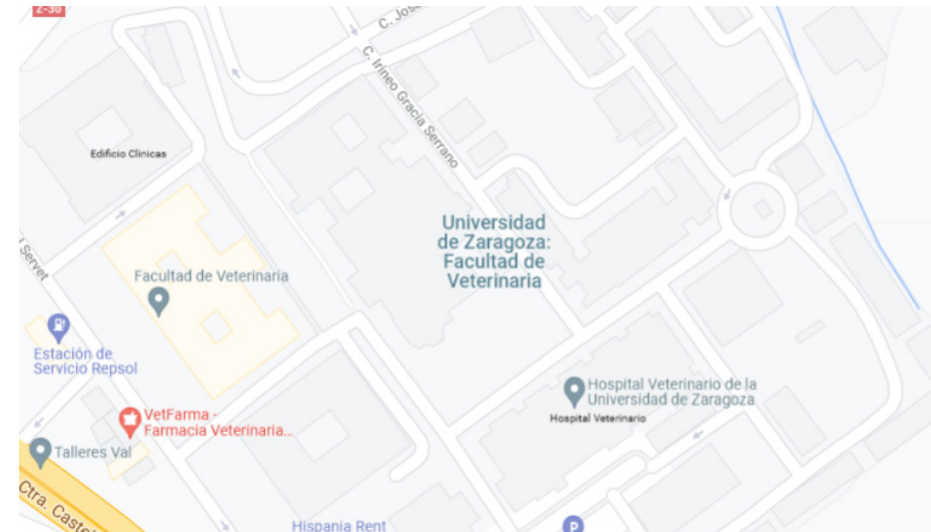 Z-30
C. José
C. Irineo Gracia Serrano
Edificio Clinicas
Universidad
de Zaragoza:
Facultad de
Veterinaria
Servet
Facultad de Veterinaria
Estación de
Servicio Repsol
Hospital Veterinario de la
Universidad de Zaragoza
Hospital Veterinario
VetFarma -
Farmacia Veterinaria...
Talleres Val
Ctra. Castel
Hispania Rent
P